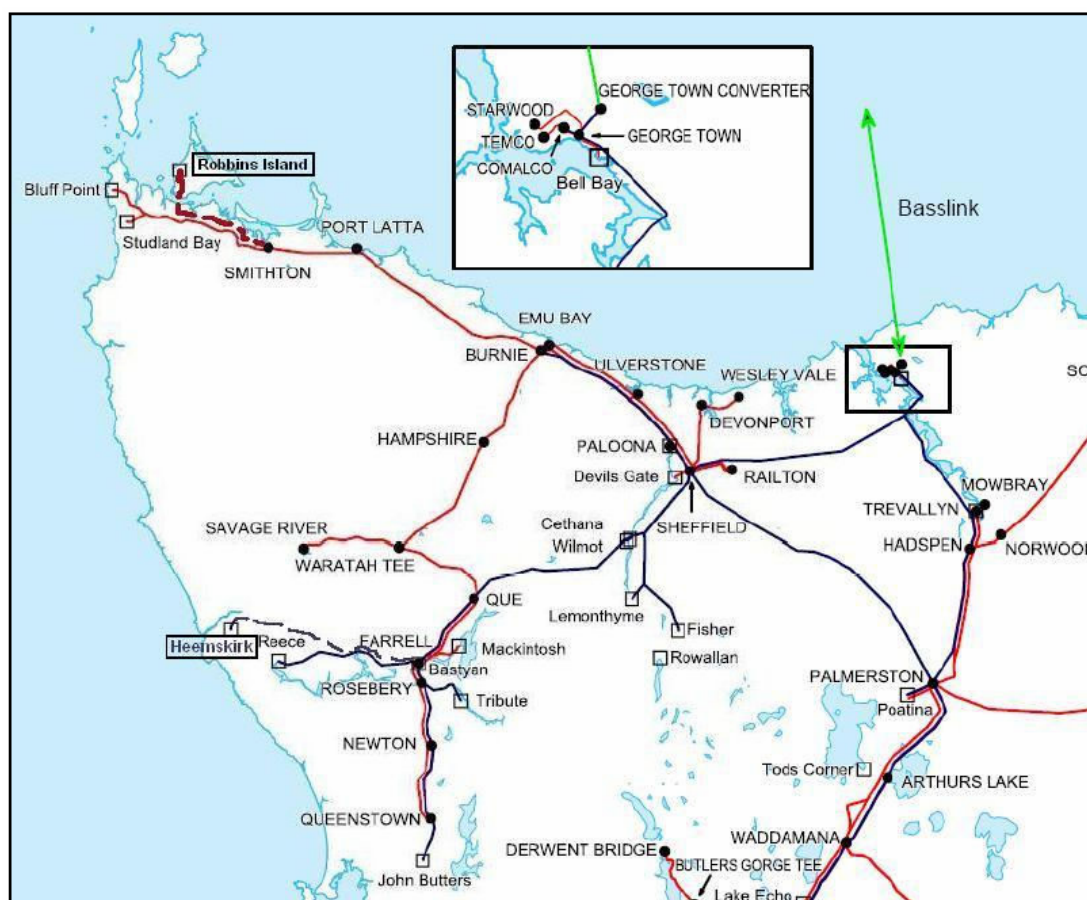 GEORGE TOWN CONVERTER
STARWOOD
GEORGE TOWN
TEMCO
COMALCO
Bell Bay
Robbins Island
Bluff Point
Studland Bay
PORT LATTA
SMITHTON
Basslink
EMU BAY
BURNIE
ULVERSTONE
WESLEY VALE
SO
DEVONPORT
HAMPSHIRE
PALOONA
Devils Gate
RAILTON
MOWBRAY
TREVALLYN
SAVAGE RIVER
Cethana
SHEFFIELD
HADSPEN
NORWOOD
WARATAH TEE
Wilmot
QUE
Lemonthyme
Fisher
Heemskirk
Reece
FARRELL
Mackintosh
Rowallan
Bastyan
ROSEBERY
Tribute
PALMERSTON
Poatina
NEWTON
Tods Corner
ARTHURS LAKE
QUEENSTOWN
WADDAMANA
DERWENT BRIDGE
BUTLERS GORGE TEE
John Butters
Lake Echo